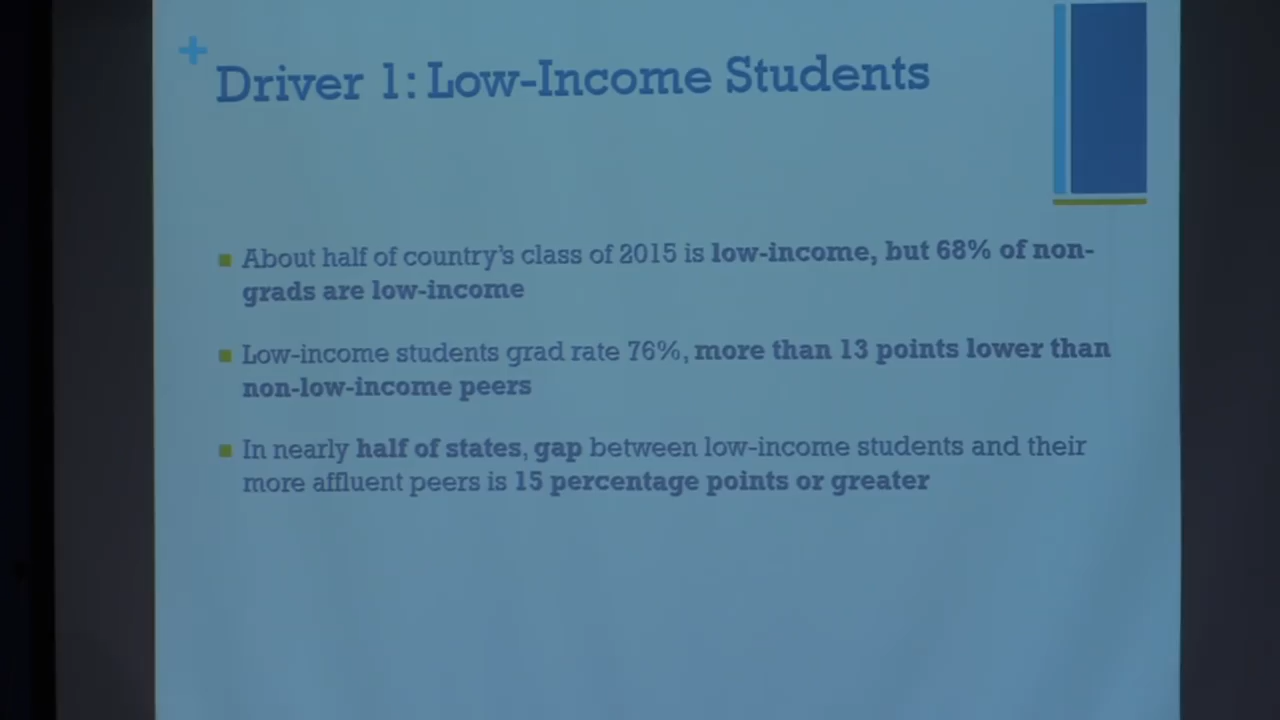 +
Driver 1: Low-Income Students
About half of country's class of 2015 is low-income, but 68% of non-
grads are low-income
Low-income students grad rate 76%, more than 13 points lower than
non-low-income peers
In nearly half of states, gap between low-income students and their
more affluent peers is 15 percentage points or greater